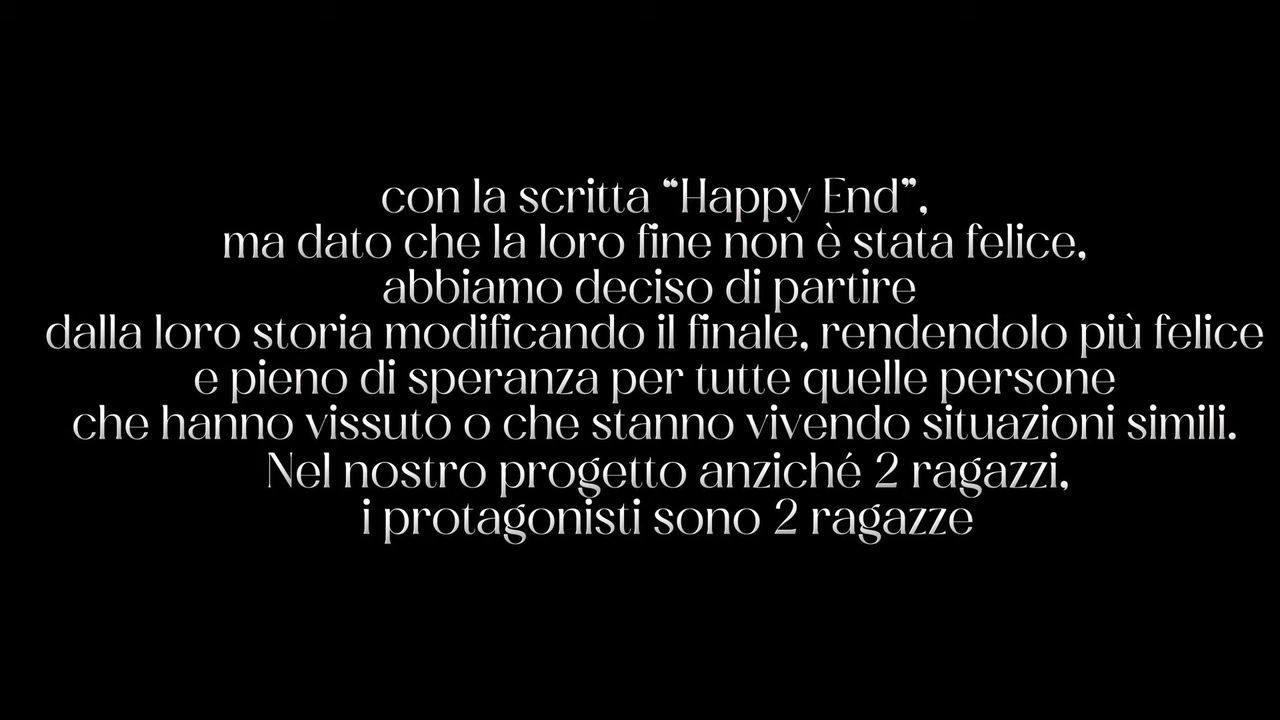 con la scritta “Happy End”,
ma dato che la loro fine non è stata felice,
abbiamo deciso di partire
dalla loro storia modificando il finale, rendendolo più felice
e pieno di speranza per tutte quelle persone
che hanno vissuto o che stanno vivendo situazioni simili.
Nel nostro progetto anziché 2 ragazzi,
i protagonisti sono 2 ragazze